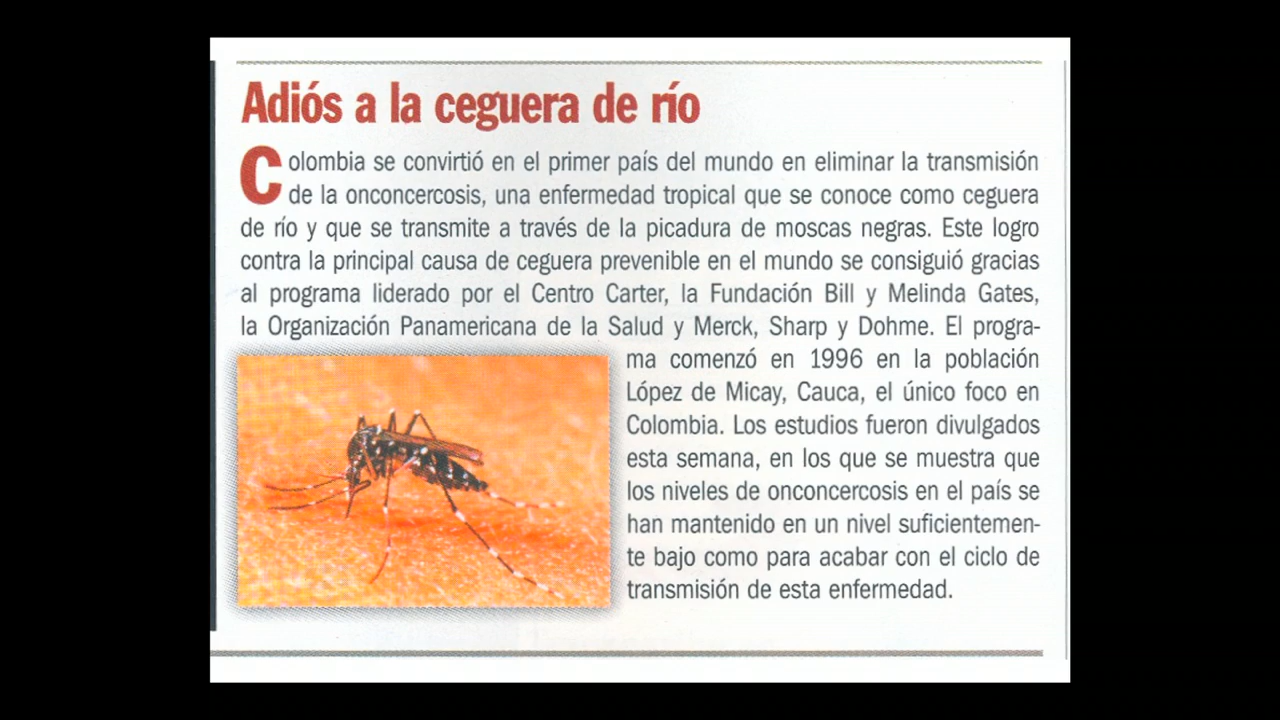 Adiós a la ceguera de río
Colombia se convirtió en el primer país del mundo en eliminar la transmisión
de la onconcercosis, una enfermedad tropical que se conoce como ceguera
de río y que se transmite a través de la picadura de moscas negras. Este logro
contra la principal causa de ceguera prevenible en el mundo se consiguió gracias
al programa liderado por el Centro Carter, la Fundación Bill y Melinda Gates,
la Organización Panamericana de la Salud y Merck, Sharp y Dohme. El progra-
ma comenzó en 1996 en la población
López de Micay, Cauca, el único foco en
Colombia. Los estudios fueron divulgados
esta semana, en los que se muestra que
los niveles de onconcercosis en el país se
han mantenido en un nivel suficientemen-
te bajo como para acabar con el ciclo de
transmisión de esta enfermedad.